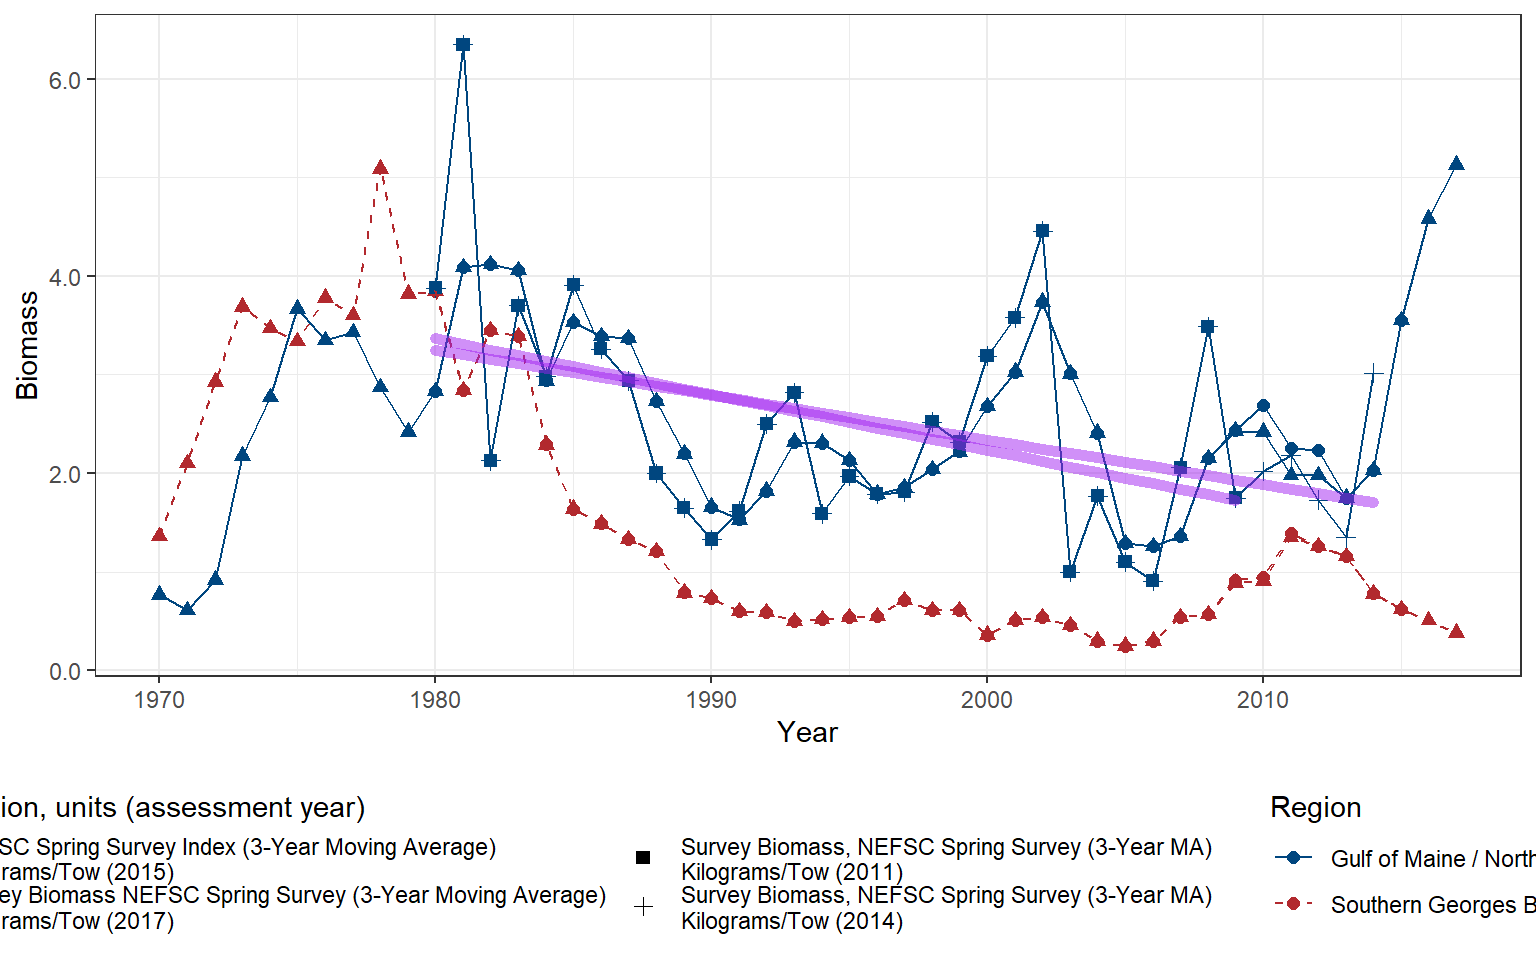 6.0
4.0
2.0
0.0
Biomass
1970 1980 1990 2000 2010
Year
ion, units (assessment year)
SC Spring Survey Index (3-Year Moving Average)
rams/Tow (2015)
ey Biomass NEFSC Spring Survey (3-Year Moving Average)
rams/Tow (2017)
Survey Biomass, NEFSC Spring Survey (3-Year MA)
Kilograms/Tow (2011)
Survey Biomass, NEFSC Spring Survey (3-Year MA)
Kilograms/Tow (2014)
Region
Gulf of Maine / North
Southern Georges B